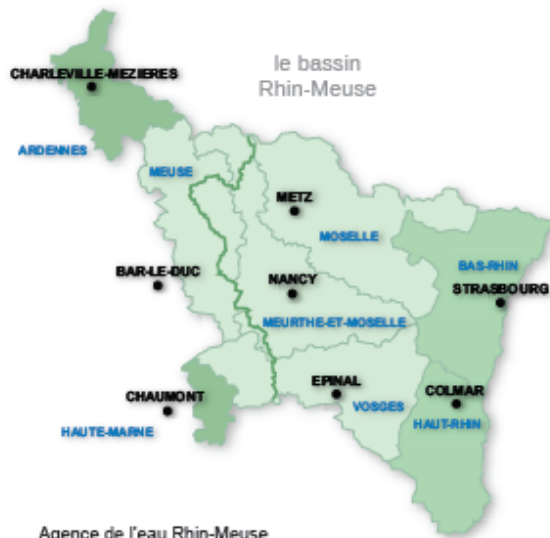 le bassin
Rhin-Meuse
CHARLEVILLE-MEZIERES
ARDENNES
MEUSE
METZ
MOSELLE
BAS-RHIN
BAR-LE-DUC
NANCY
STRASBOURG
MEURTHE-ET-MOSELLE
EPINAL
CHAUMONT
VOSGES
COLMAR
HAUTE-MARNE
HAUT-RHIN
Agence de l'eau Rhin-Meuse